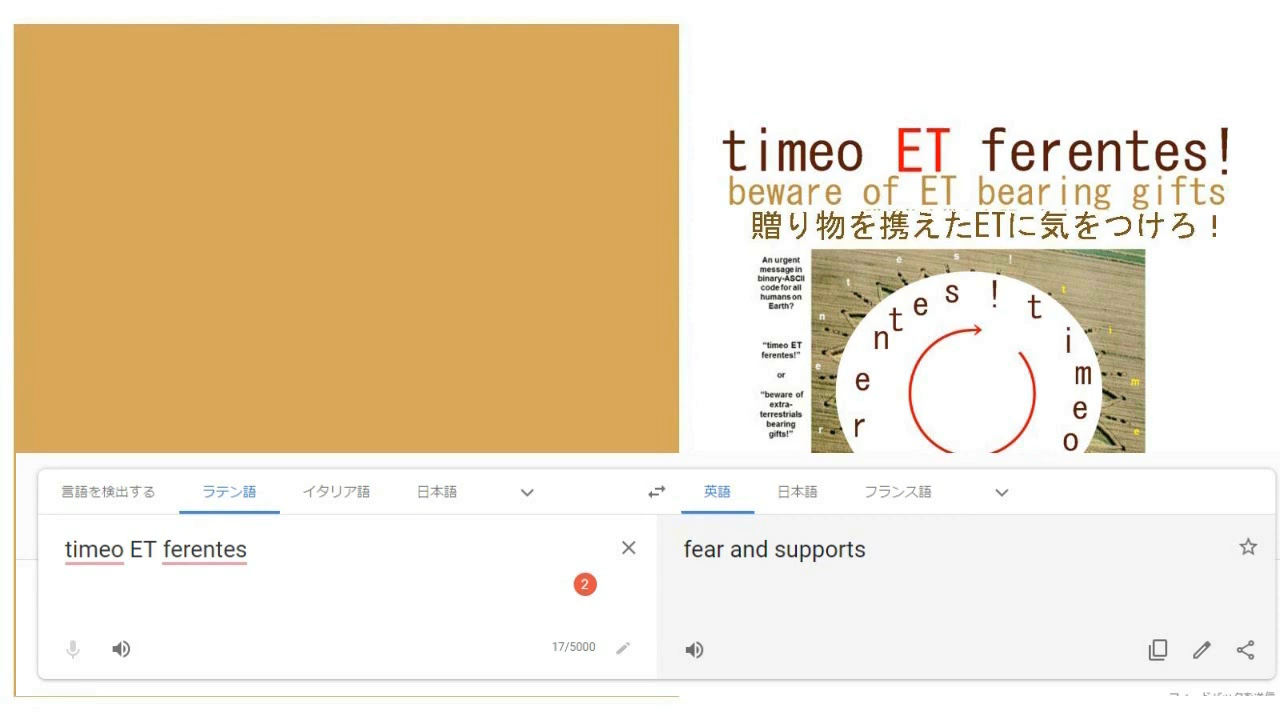 timeo ET ferentes!
beware of ET bearing gifts
贈り物を携えたETに気をつけろ！
An urgent
message in
binary-ASCII
code for all
humans on
Earth?
"timeo ET
ferentes!"
or
"beware of
extra-
terrestrials
bearing
gifts!"
r e n t e s ! t i m e
r e n t e s ! t i m e o
言語を検出する ラテン語 イタリア語 日本語
英語 日本語 フランス語
timeo ET ferentes
2
17/5000
fear and supports